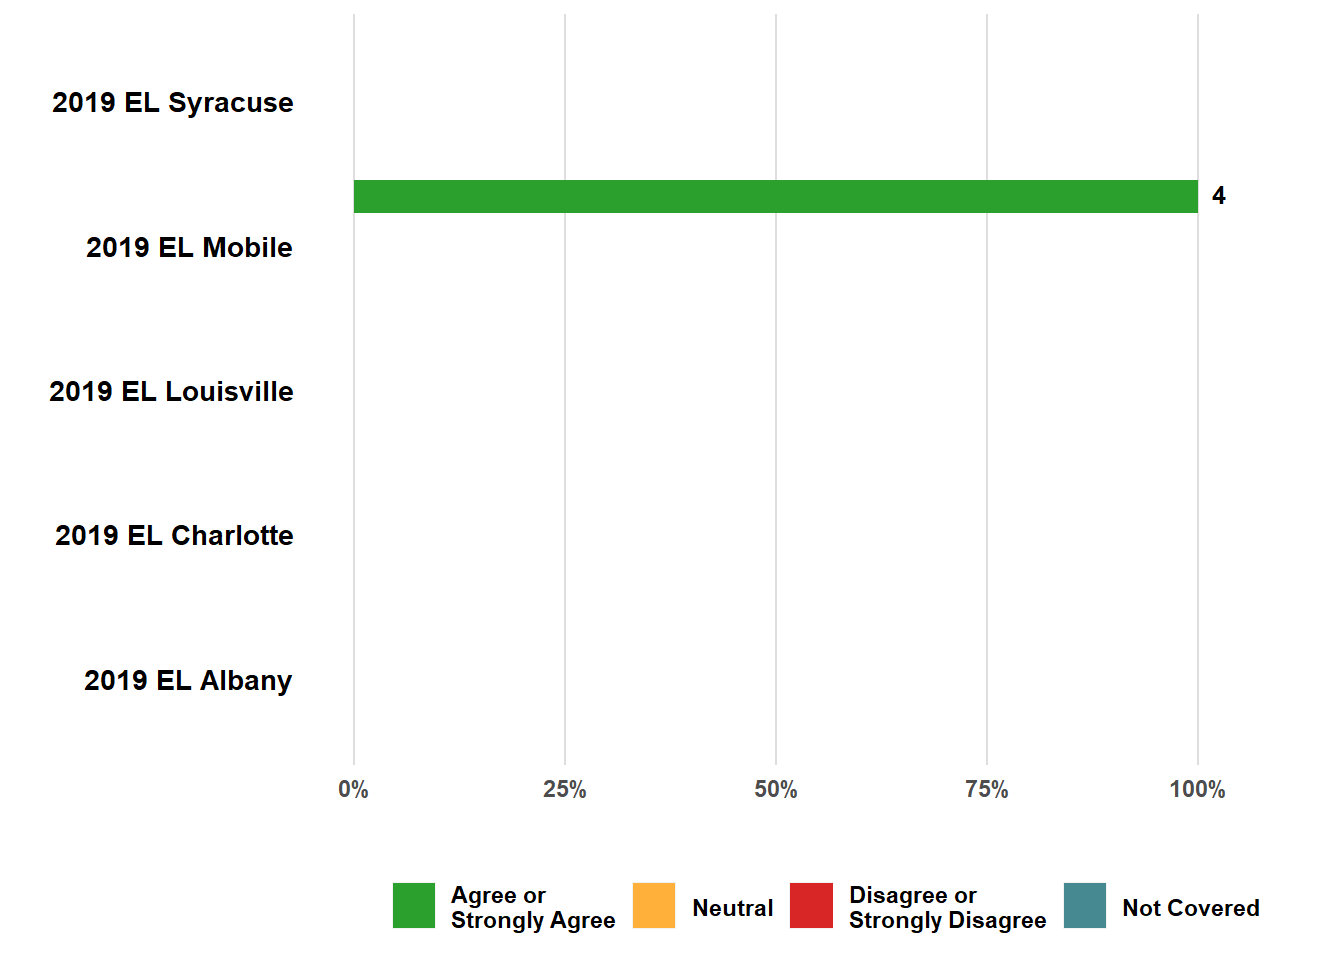 2019 EL Syracuse
4
2019 EL Mobile
2019 EL Louisville
2019 EL Charlotte
2019 EL Albany
0% 25% 50% 75% 100%
Agree or
Strongly Agree
Neutral
Disagree or
Strongly Disagree
Not Covered